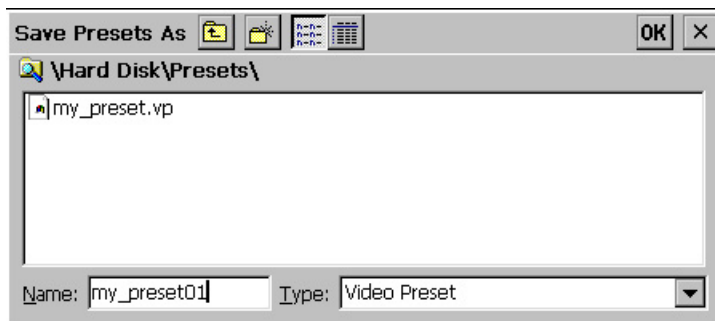 Save Presets As OK ×
\Hard Disk\Presets\
my_preset.vp
Name: my_preset01 Type: Video Preset